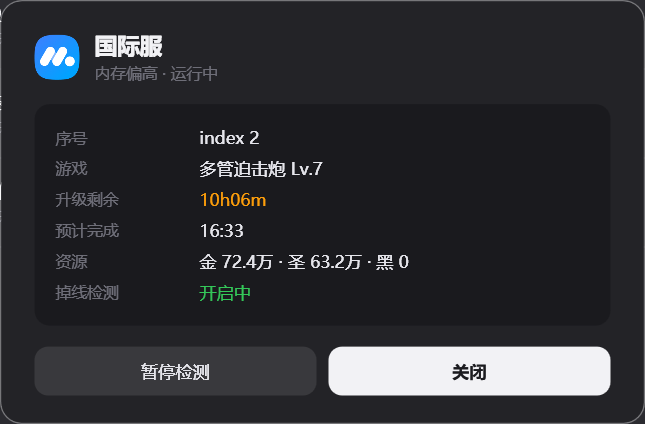 国际服
内存偏高 · 运行中
序号 index 2
游戏 多管迫击炮 Lv.7
升级剩余 10h06m
预计完成 16:33
资源 金 72.4万 · 圣 63.2万 · 黑 0
掉线检测 开启中
暂停检测 关闭